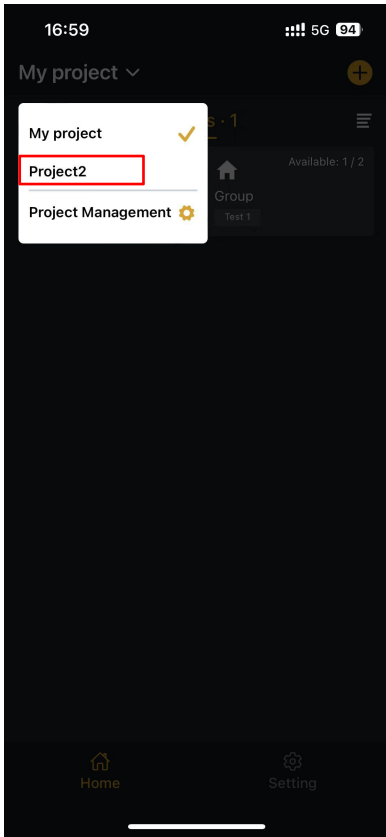 16:59
5G 94
My project
s · 1
My project
Project2
Project Management
Available: 1 / 2
Group
Test 1
Home
Setting